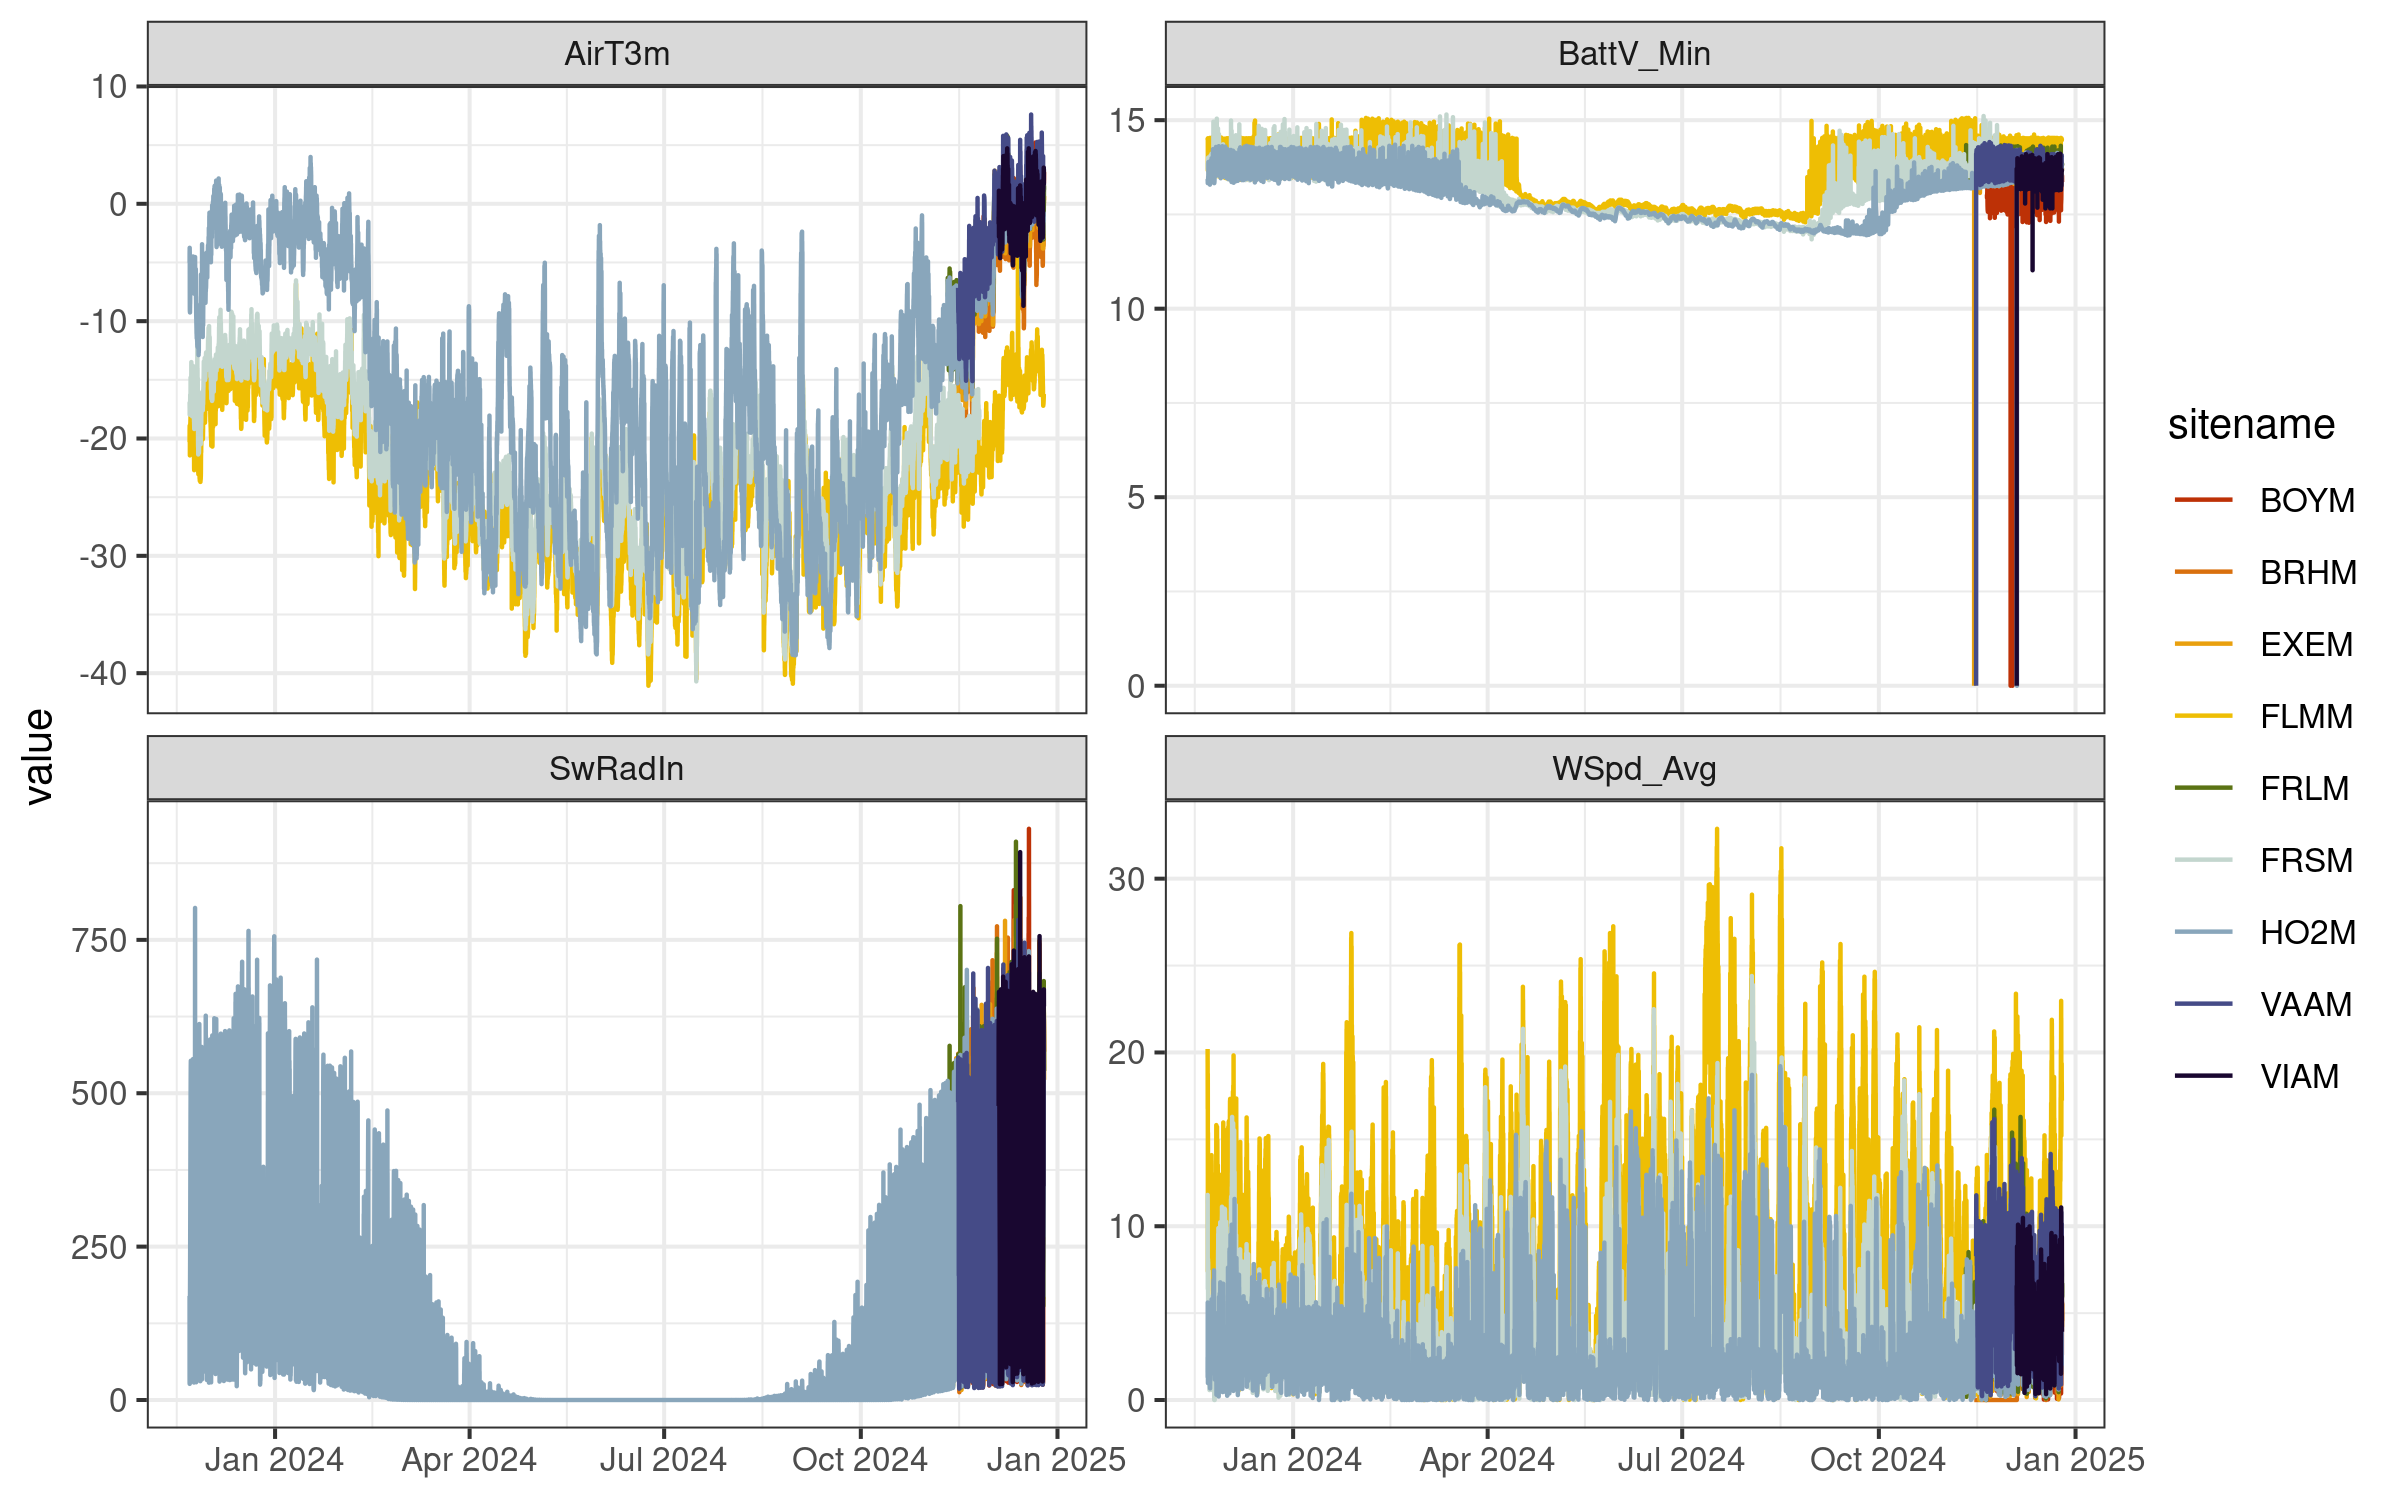 AirT3m
BattV_Min
10
0
-10
-20
-30
-40
15
10
5
0
value
SwRadIn
WSpd_Avg
750
500
250
0
30
20
10
0
Jan 2024 Apr 2024 Jul 2024 Oct 2024 Jan 2025
Jan 2024 Apr 2024 Jul 2024 Oct 2024 Jan 2025
sitename
BOYM
BRHM
EXEM
FLMM
FRLM
FRSM
HO2M
VAAM
VIAM